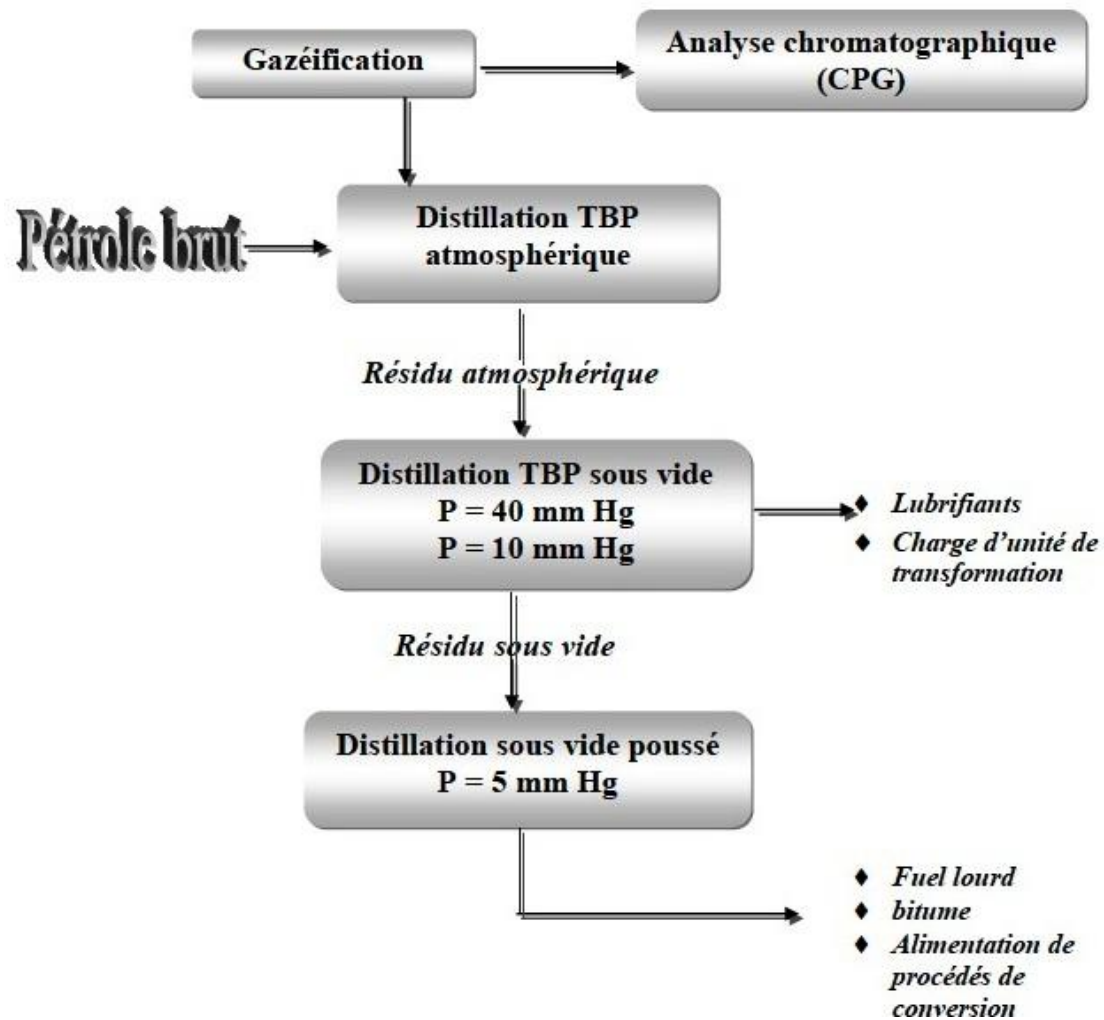 Gazéification
Analyse chromatographique
(CPG)
Pétrole brut
Distillation TBP
atmosphérique
Résidu atmosphérique
Distillation TBP sous vide
P = 40 mm Hg
P = 10 mm Hg
♦ Lubrifiants
♦ Charge d'unité de
transformation
Résidu sous vide
Distillation sous vide poussé
P = 5 mm Hg
♦ Fuel lourd
♦ bitume
♦ Alimentation de
procédés de
conversion